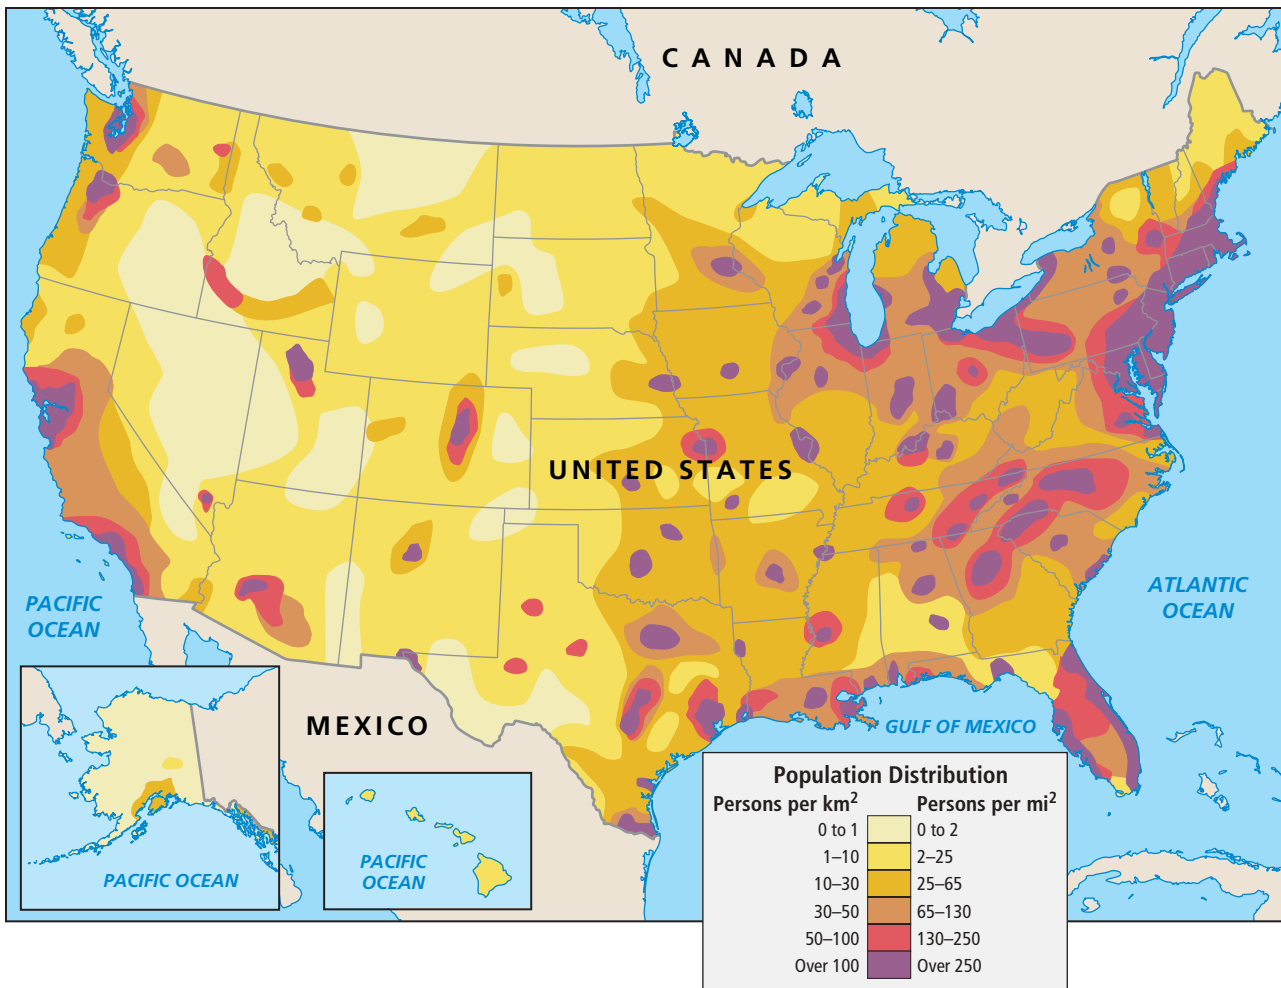 CANADA
UNITED STATES
PACIFIC
OCEAN
ATLANTIC
OCEAN
MEXICO
GULF OF MEXICO
PACIFIC OCEAN
PACIFIC
OCEAN
Population Distribution
Persons per km² Persons per mi²
0 to 1 0 to 2
1–10 2–25
10–30 25–65
30–50 65–130
50–100 130–250
Over 100 Over 250